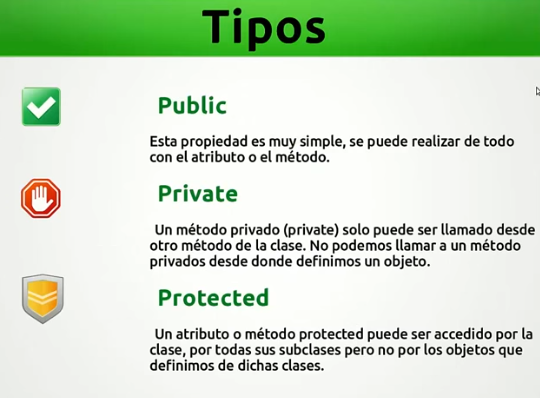 Tipos
Public
Esta propiedad es muy simple, se puede realizar de todo
con el atributo o el método.
Private
Un método privado (private) solo puede ser llamado desde
otro método de la clase. No podemos llamar a un método
privados desde donde definimos un objeto.
Protected
Un atributo o método protected puede ser accedido por la
clase, por todas sus subclases pero no por los objetos que
definimos de dichas clases.